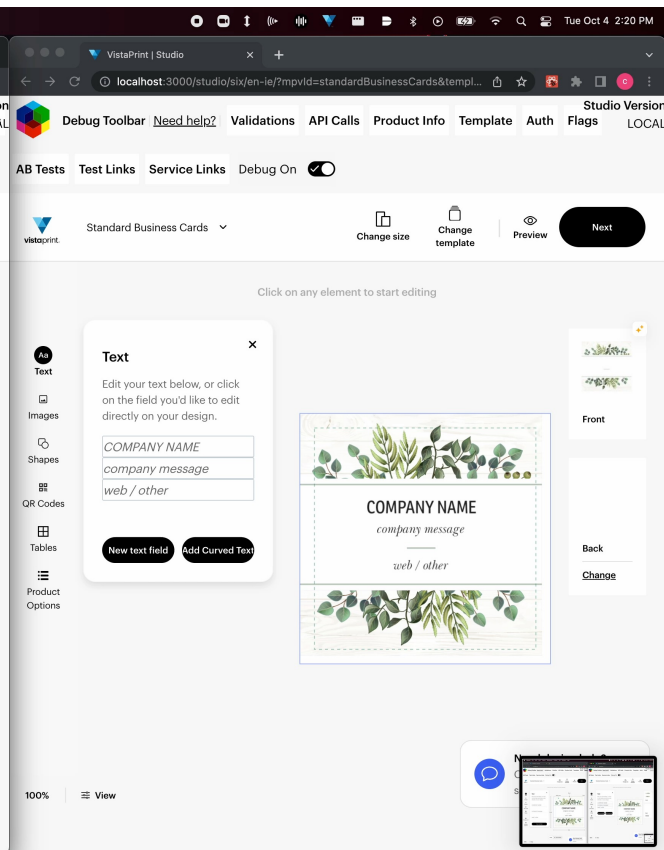 Tue Oct 4 2:20 PM
VistaPrint | Studio
localhost:3000/studio/six/en-ie/?mpvId=standardBusinessCards&templ...
Studio Version
LOCAL
Debug Toolbar Need help? Validations API Calls Product Info Template Auth Flags
AB Tests Test Links Service Links Debug On
vistaprint.
Standard Business Cards
Change size
Change template
Preview
Next
Click on any element to start editing
Aa
Text
Images
Shapes
QR Codes
Tables
Product
Options
Text
Edit your text below, or click
on the field you'd like to edit
directly on your design.
COMPANY NAME
company message
web / other
New text field
Add Curved Text
COMPANY NAME
company message
web / other
Front
Back
Change
100%
View